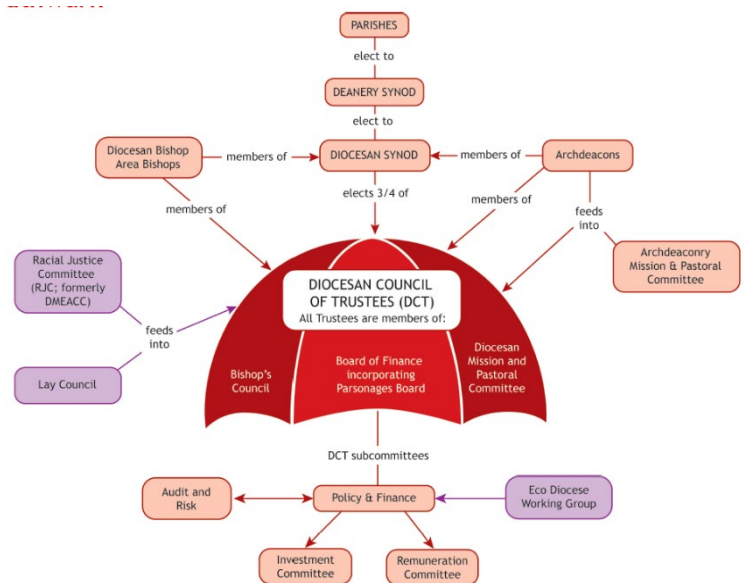 PARISHES
elect to
DEANERY SYNOD
elect to
Diocesan Bishop
Area Bishops
members of
DIOCESAN SYNOD
members of
Archdeacons
elects 3/4 of
members of
members of
feeds
into
Racial Justice
Committee
(RJC; formerly
DMEACC)
Archdeaconry
Mission & Pastoral
Committee
DIOCESAN COUNCIL
OF TRUSTEES (DCT)
All Trustees are members of:
feeds
into
Lay Council
Bishop's
Council
Board of Finance
incorporating
Parsonages Board
Diocesan
Mission and
Pastoral
Committee
DCT subcommittees
Audit and
Risk
Policy & Finance
Eco Diocese
Working Group
Investment
Committee
Remuneration
Committee